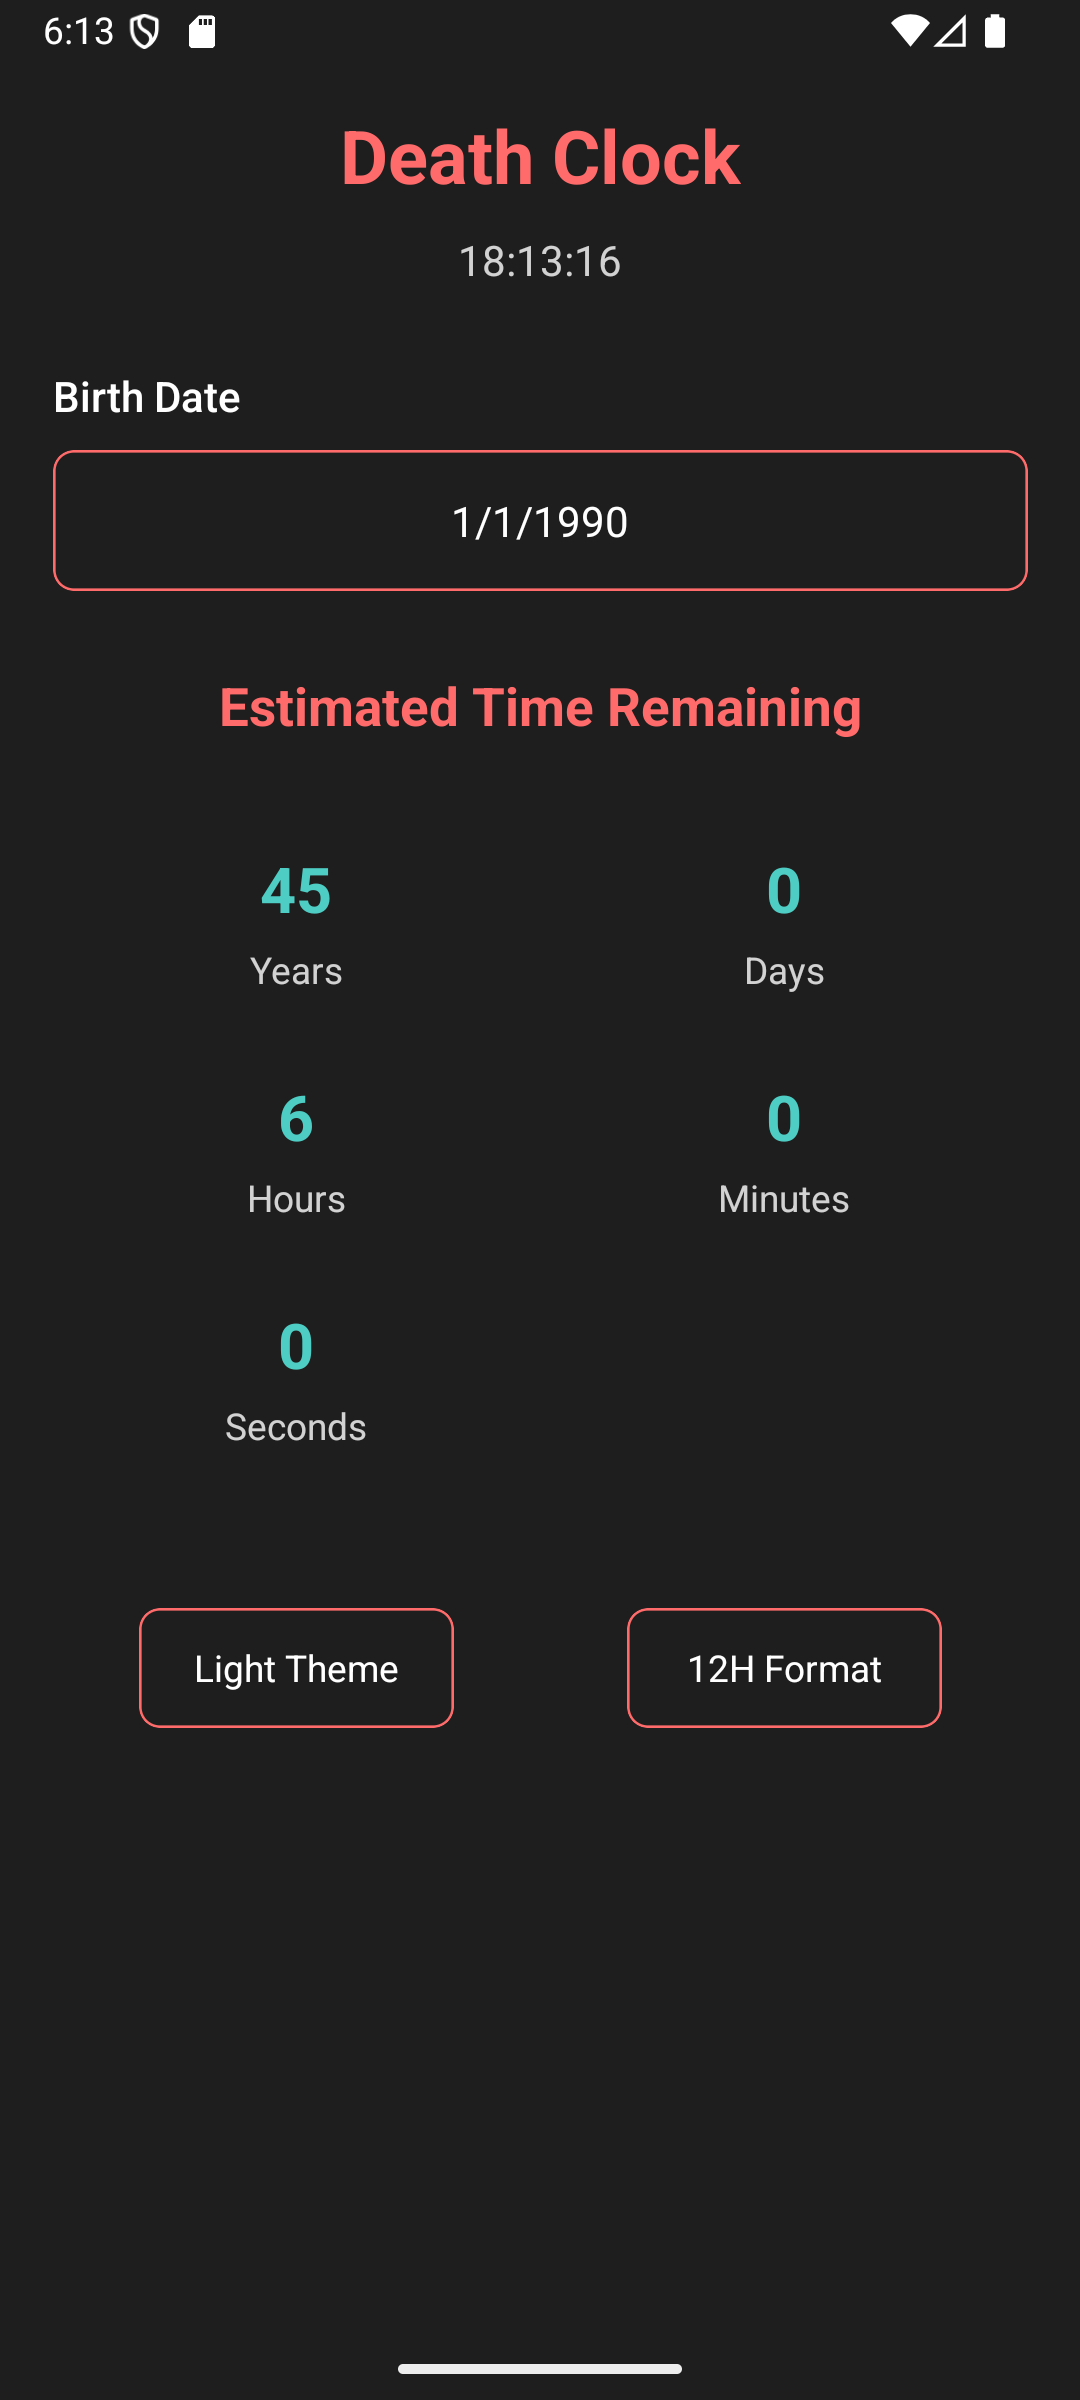 6:13
Death Clock
18:13:16
Birth Date
1/1/1990
Estimated Time Remaining
45 0
Years Days
6 0
Hours Minutes
0
Seconds
Light Theme 12H Format